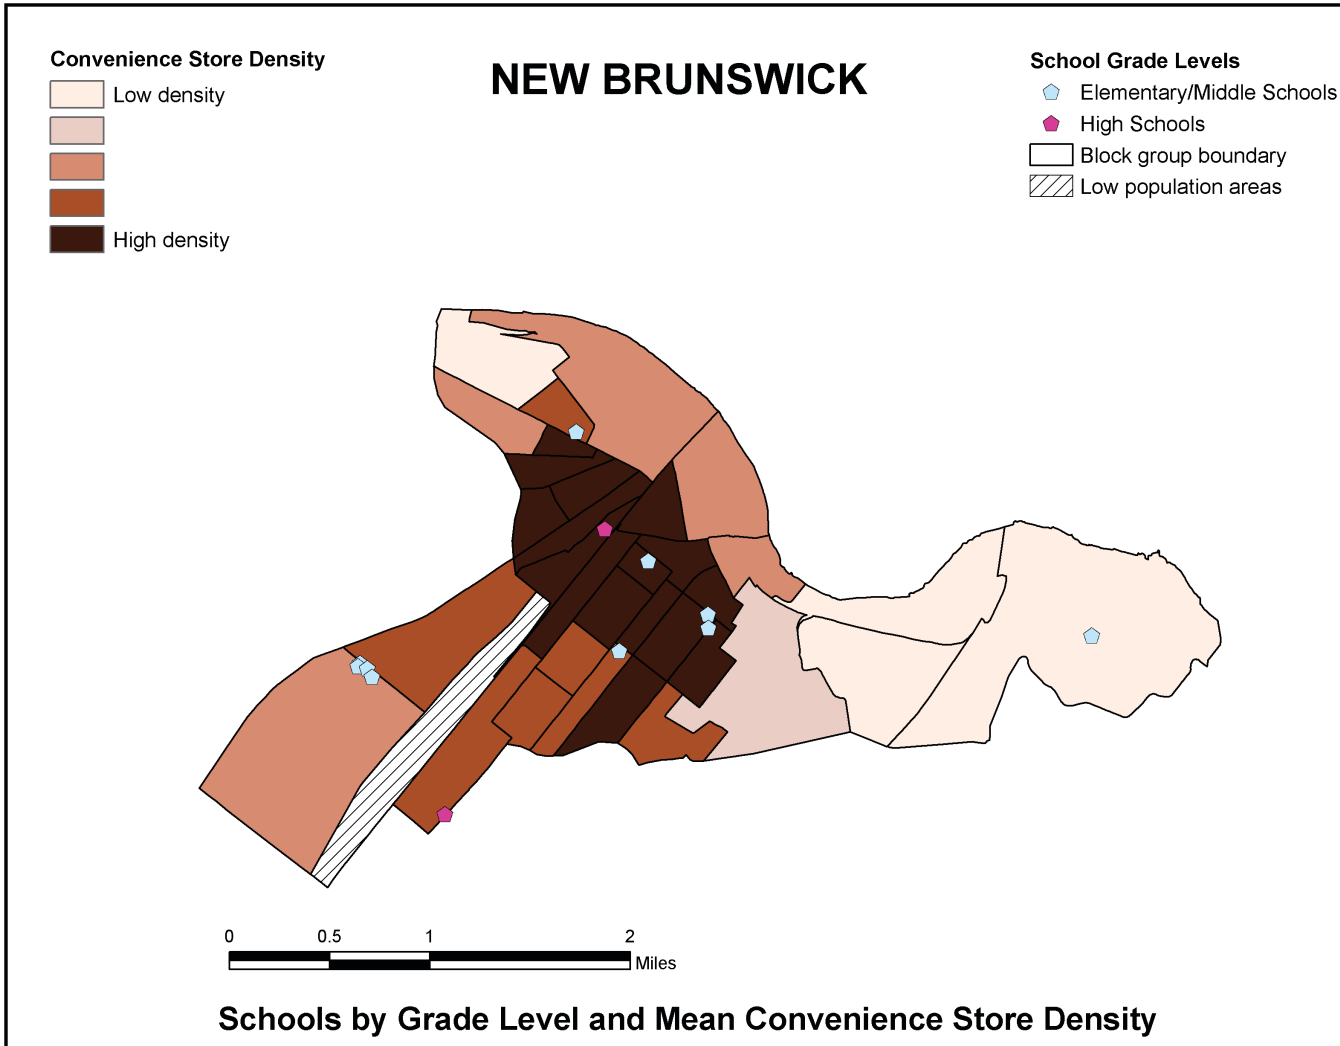 NEW BRUNSWICK
Convenience Store Density
Low density
High density
School Grade Levels
Elementary/Middle Schools
High Schools
Block group boundary
Low population areas
0 0.5 1 2
Miles
Schools by Grade Level and Mean Convenience Store Density